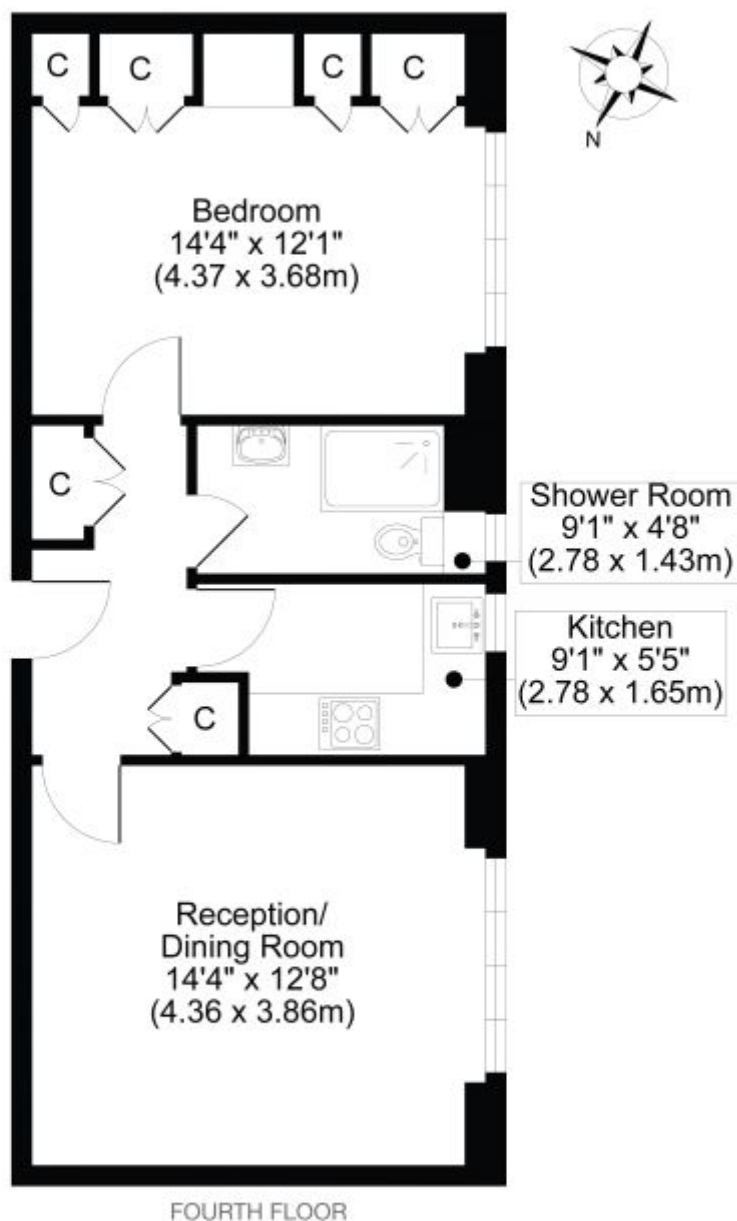 C
C
C
C
N
Bedroom
14'4" x 12'1"
(4.37 x 3.68m)
C
Shower Room
9'1" x 4'8"
(2.78 x 1.43m)
Kitchen
9'1" x 5'5"
(2.78 x 1.65m)
C
Reception/
Dining Room
14'4" x 12'8"
(4.36 x 3.86m)
FOURTH FLOOR